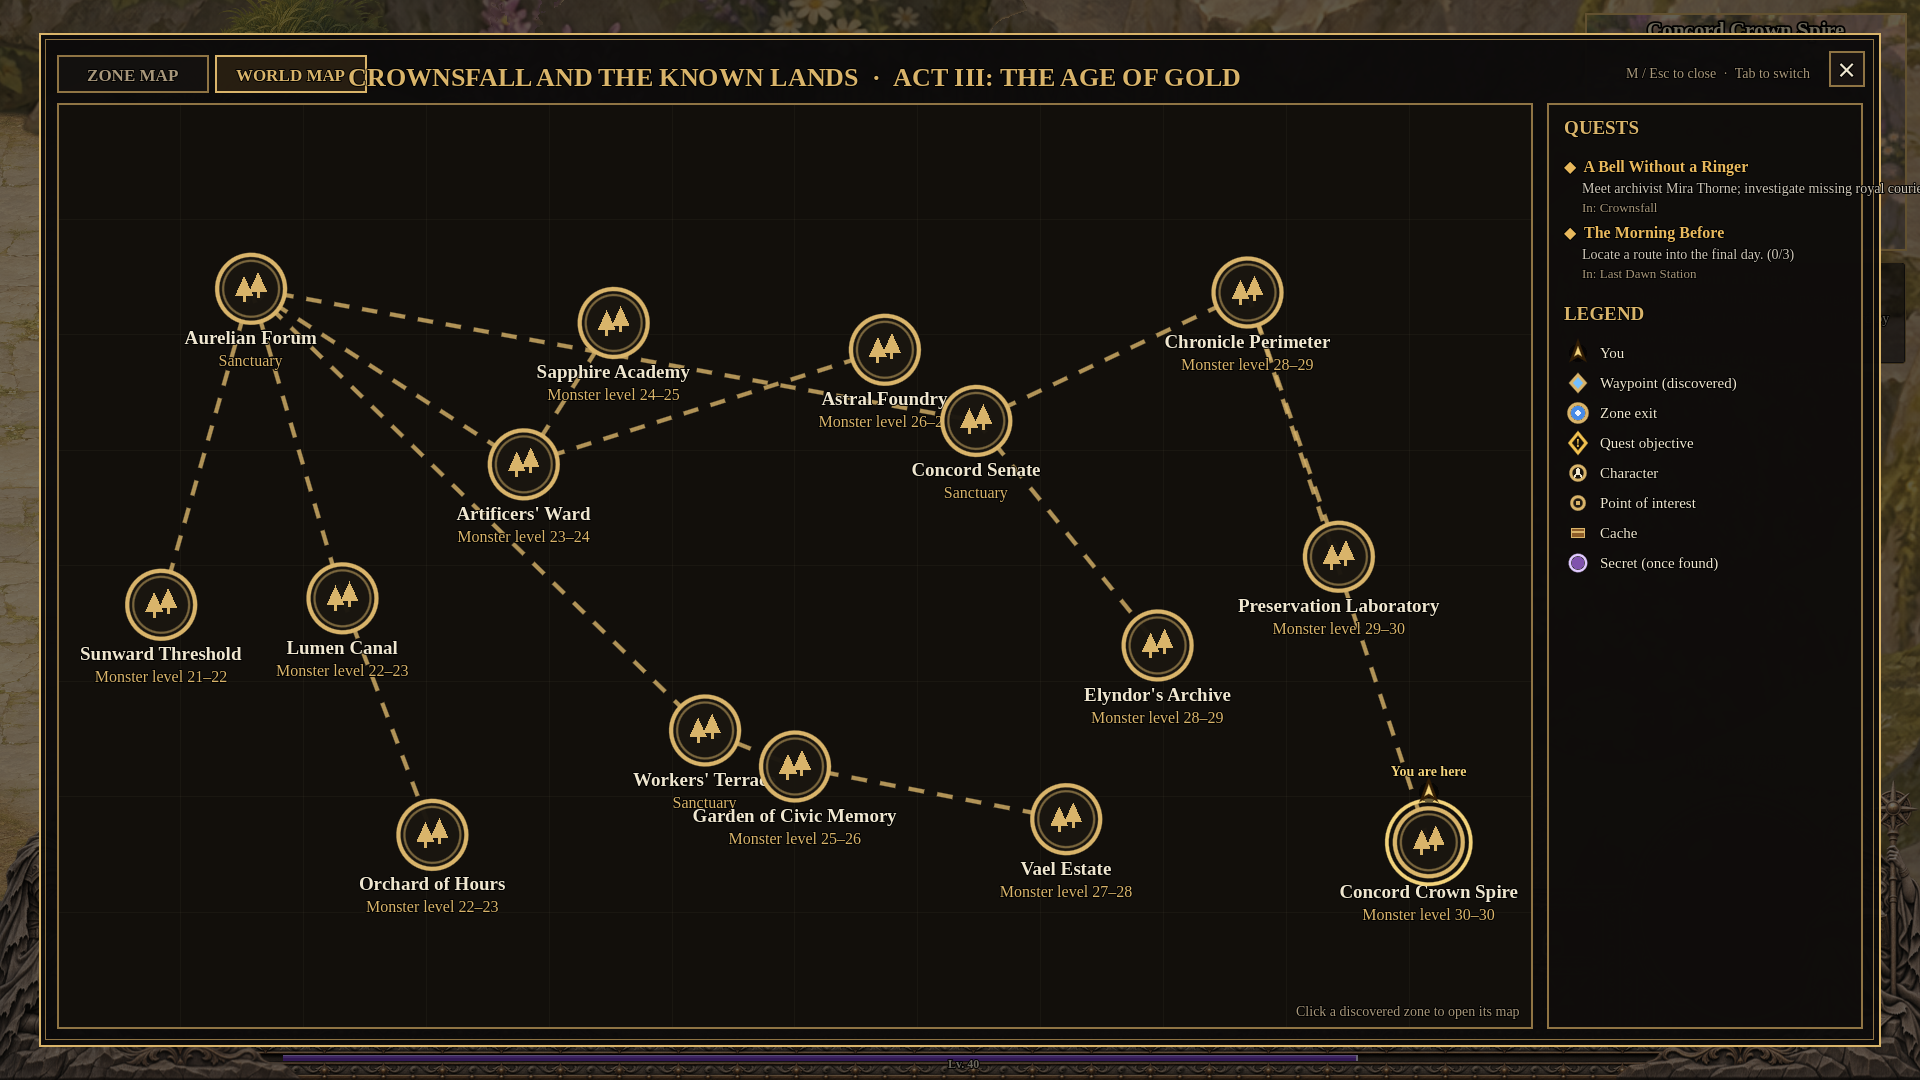 Concord Crown Spire
ZONE MAP
WORLD MAP
CROWNSFALL AND THE KNOWN LANDS · ACT III: THE AGE OF GOLD
M / Esc to close · Tab to switch
Aurelian Forum
Sanctuary
Sapphire Academy
Monster level 24–25
Astral Foundry
Monster level 26–2
Chronicle Perimeter
Monster level 28–29
Concord Senate
Sanctuary
Artificers' Ward
Monster level 23–24
Sunward Threshold
Monster level 21–22
Lumen Canal
Monster level 22–23
Preservation Laboratory
Monster level 29–30
Elyndor's Archive
Monster level 28–29
Workers' Terrac
Sanctuary
Garden of Civic Memory
Monster level 25–26
Vael Estate
Monster level 27–28
Orchard of Hours
Monster level 22–23
You are here
Concord Crown Spire
Monster level 30–30
Click a discovered zone to open its map
QUESTS
A Bell Without a Ringer
Meet archivist Mira Thorne; investigate missing royal courie
In: Crownsfall
The Morning Before
Locate a route into the final day. (0/3)
In: Last Dawn Station
LEGEND
You
Waypoint (discovered)
Zone exit
Quest objective
Character
Point of interest
Cache
Secret (once found)
Lv. 40